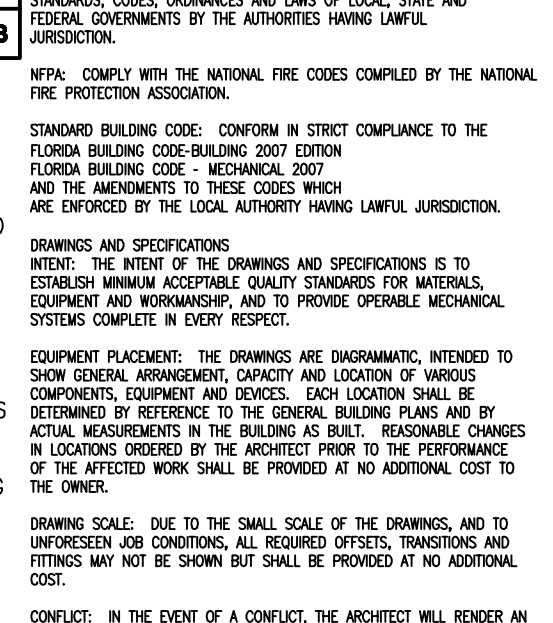 STANDARDS, CODES, ORDINANCES AND LAWS OF LOCAL, STATE AND
FEDERAL GOVERNMENTS BY THE AUTHORITIES HAVING LAWFUL
JURISDICTION.
NFPA: COMPLY WITH THE NATIONAL FIRE CODES COMPILED BY THE NATIONAL
FIRE PROTECTION ASSOCIATION.
STANDARD BUILDING CODE: CONFORM IN STRICT COMPLIANCE TO THE
FLORIDA BUILDING CODE-BUILDING 2007 EDITION
FLORIDA BUILDING CODE - MECHANICAL 2007
AND THE AMENDMENTS TO THESE CODES WHICH
ARE ENFORCED BY THE LOCAL AUTHORITY HAVING LAWFUL JURISDICTION.
DRAWINGS AND SPECIFICATIONS
INTENT: THE INTENT OF THE DRAWINGS AND SPECIFICATIONS IS TO
ESTABLISH MINIMUM ACCEPTABLE QUALITY STANDARDS FOR MATERIALS,
EQUIPMENT AND WORKMANSHIP, AND TO PROVIDE OPERABLE MECHANICAL
SYSTEMS COMPLETE IN EVERY RESPECT.
EQUIPMENT PLACEMENT: THE DRAWINGS ARE DIAGRAMMATIC, INTENDED TO
SHOW GENERAL ARRANGEMENT, CAPACITY AND LOCATION OF VARIOUS
COMPONENTS, EQUIPMENT AND DEVICES. EACH LOCATION SHALL BE
DETERMINED BY REFERENCE TO THE GENERAL BUILDING PLANS AND BY
ACTUAL MEASUREMENTS IN THE BUILDING AS BUILT. REASONABLE CHANGES
IN LOCATIONS ORDERED BY THE ARCHITECT PRIOR TO THE PERFORMANCE
OF THE AFFECTED WORK SHALL BE PROVIDED AT NO ADDITIONAL COST TO
THE OWNER.
DRAWING SCALE: DUE TO THE SMALL SCALE OF THE DRAWINGS, AND TO
UNFORESEEN JOB CONDITIONS, ALL REQUIRED OFFSETS, TRANSITIONS AND
FITTINGS MAY NOT BE SHOWN BUT SHALL BE PROVIDED AT NO ADDITIONAL
COST.
CONFLICT: IN THE EVENT OF A CONFLICT, THE ARCHITECT WILL RENDER AN